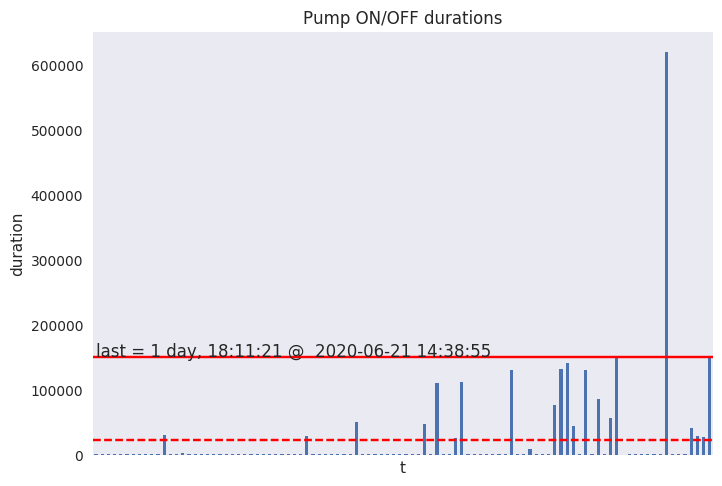 Pump ON/OFF durations
600000
500000
400000
300000
200000
100000
0
duration
last = 1 day, 18:11:21 @  2020-06-21 14:38:55
t